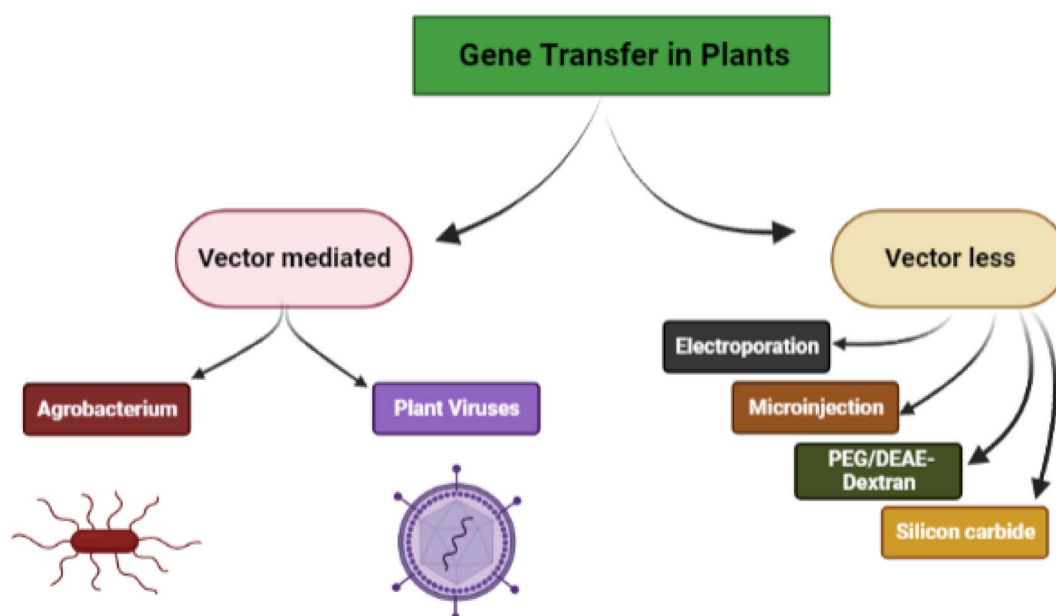 Gene Transfer in Plants
Vector mediated
Vector less
Electroporation
Agrobacterium
Plant Viruses
Microinjection
PEG/DEAE-
Dextran
Silicon carbide